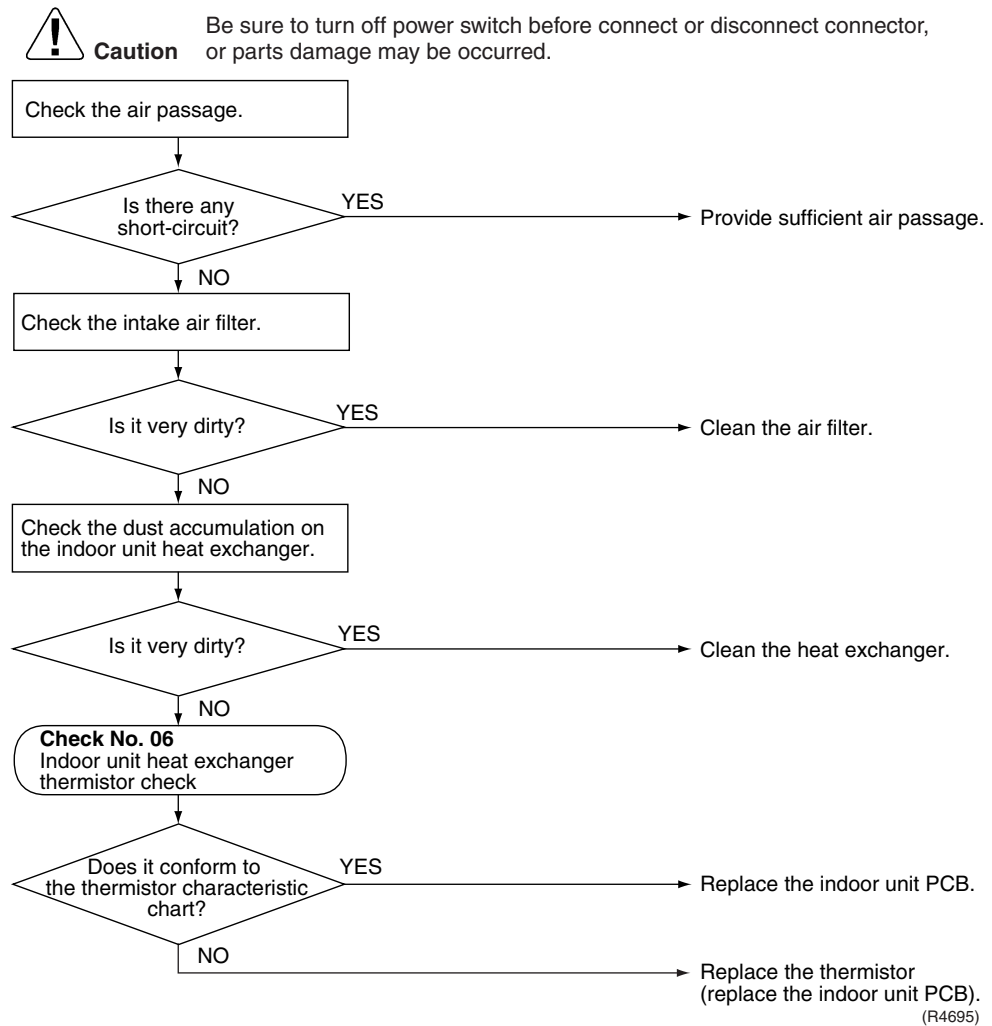 Be sure to turn off power switch before connect or disconnect connector,
Caution or parts damage may be occurred.
Check the air passage.
Is there any
short-circuit?
YES
Provide sufficient air passage.
NO
Check the intake air filter.
Is it very dirty?
YES
Clean the air filter.
NO
Check the dust accumulation on
the indoor unit heat exchanger.
Is it very dirty?
YES
Clean the heat exchanger.
NO
Check No. 06
Indoor unit heat exchanger
thermistor check
Does it conform to
the thermistor characteristic
chart?
YES
Replace the indoor unit PCB.
NO
Replace the thermistor
(replace the indoor unit PCB).
(R4695)